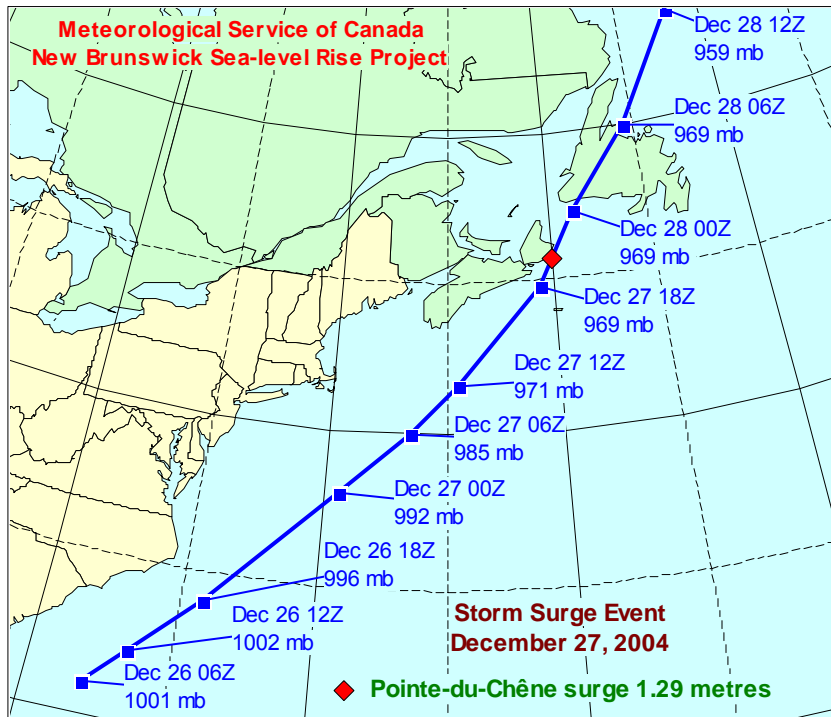 Meteorological Service of Canada
New Brunswick Sea-level Rise Project
Dec 28 12Z
959 mb
Dec 28 06Z
969 mb
Dec 28 00Z
969 mb
Dec 27 18Z
969 mb
Dec 27 12Z
971 mb
Dec 27 06Z
985 mb
Dec 27 00Z
992 mb
Dec 26 18Z
996 mb
Dec 26 12Z
1002 mb
Dec 26 06Z
1001 mb
Storm Surge Event
December 27, 2004
Pointe-du-Chêne surge 1.29 metres